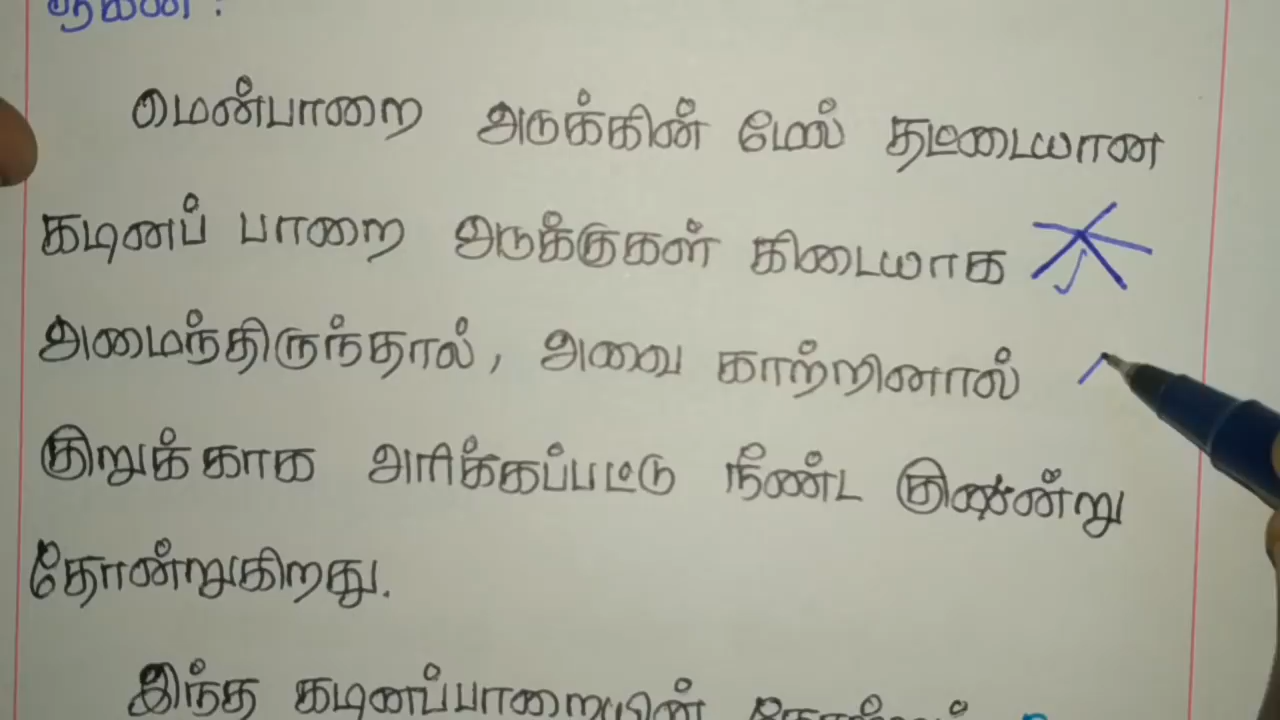 மென்பாறை அடுக்கின் மேல் தட்டையான
கடினப் பாறை அடுக்குகள் கிடையாக
அமைந்திருந்தால், அவை காற்றினால்
குறுக்காக அரிக்கப்பட்டு நீண்ட குன்று
தோன்றுகிறது.
இந்த கடினப்பாறையின்